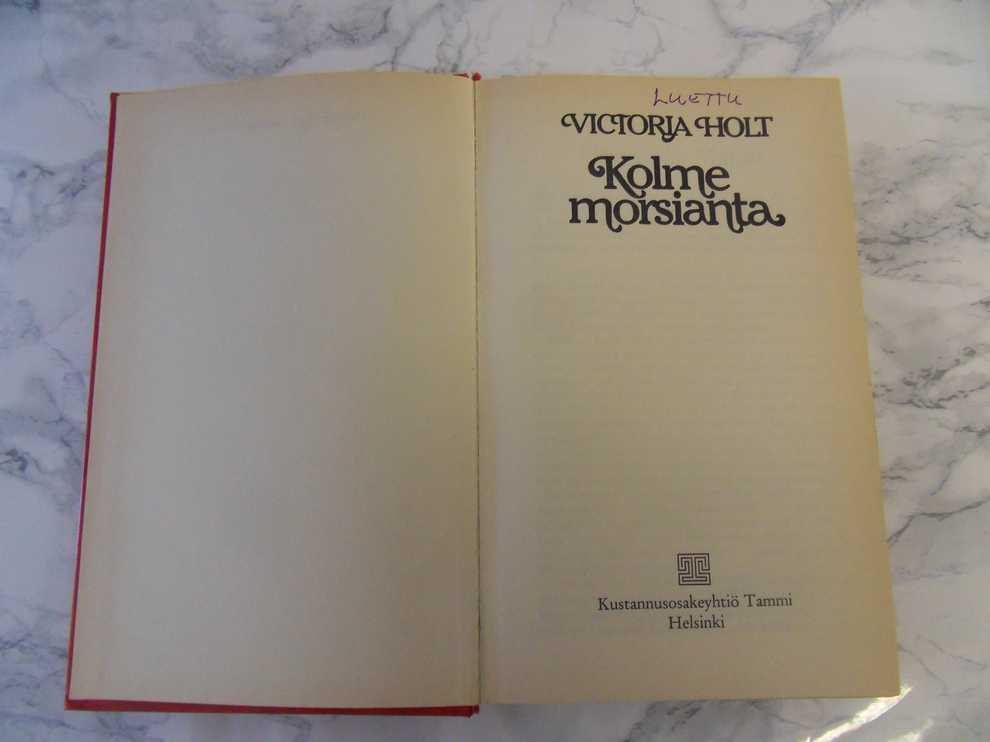 LUETTU
VICTORIA HOLT
Kolme
morsianta
Kustannusosakeyhtiö Tammi
Helsinki